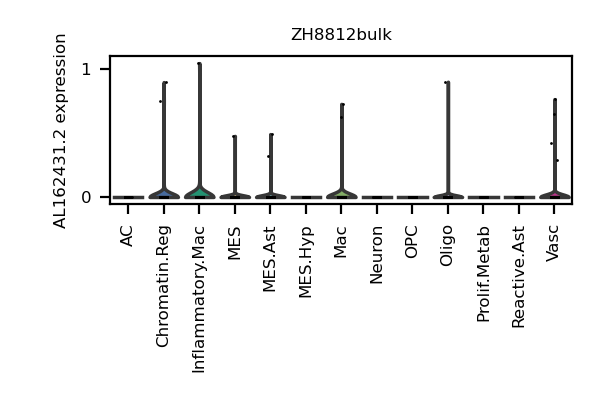 ZH8812bulk
AL162431.2 expression
1
0
AC
Chromatin.Reg
Inflammatory.Mac
MES
MES.Ast
MES.Hyp
Mac
Neuron
OPC
Oligo
Prolif.Metab
Reactive.Ast
Vasc